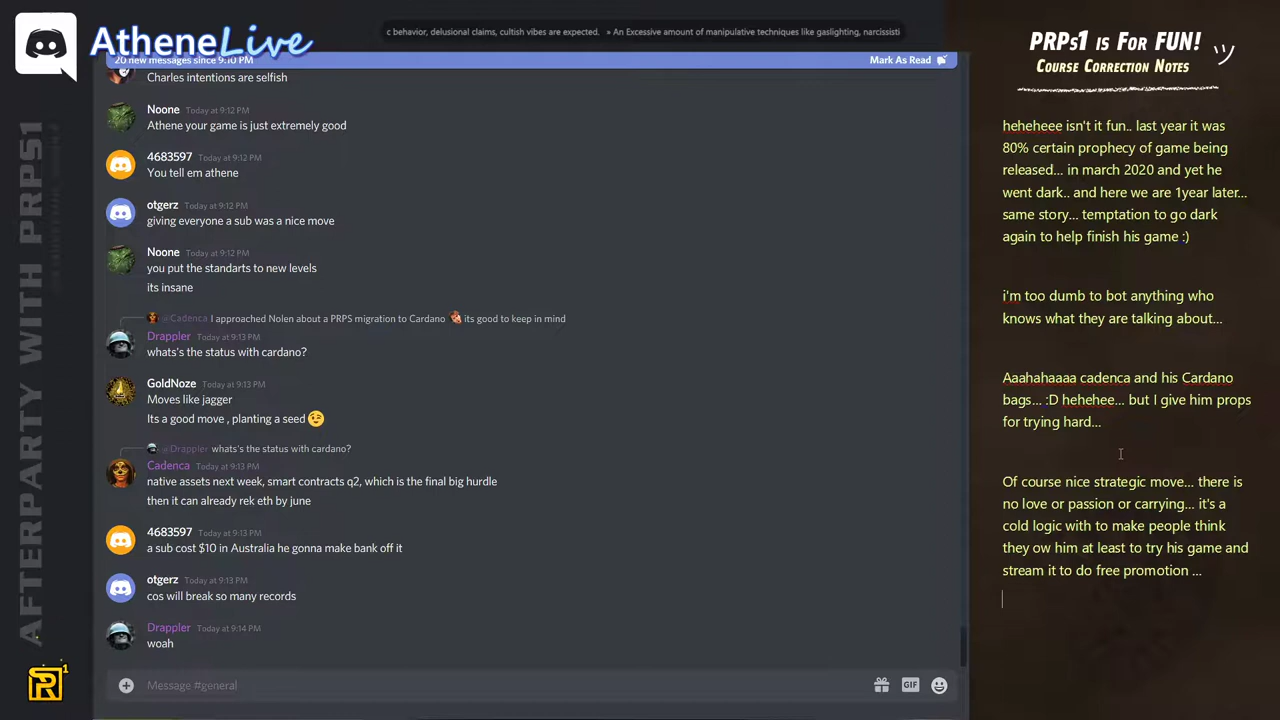 AtheneLive
c behavior, delusional claims, cultish vibes are expected. » An Excessive amount of manipulative techniques like gaslighting, narcissisti
20 new messages since 9:10 PM
Mark As Read
Charles intentions are selfish
Noone Today at 9:12 PM
Athene your game is just extremely good
4683597 Today at 9:12 PM
You tell em athene
otgerz Today at 9:12 PM
giving everyone a sub was a nice move
Noone Today at 9:12 PM
you put the standarts to new levels
its insane
@Cadenca I approached Nolen about a PRPS migration to Cardano its good to keep in mind
Drappler Today at 9:13 PM
whats's the status with cardano?
GoldNoze Today at 9:13 PM
Moves like jagger
Its a good move , planting a seed 😉
@Drappler whats's the status with cardano?
Cadenca Today at 9:13 PM
native assets next week, smart contracts q2, which is the final big hurdle
then it can already rek eth by june
4683597 Today at 9:13 PM
a sub cost $10 in Australia he gonna make bank off it
otgerz Today at 9:13 PM
cos will break so many records
Drappler Today at 9:14 PM
woah
Message #general
GIF
AFTERPARTY WITH PRPS1
PRPs1 is For FUN! ツ
Course Correction Notes
heheheee isn't it fun.. last year it was
80% certain prophecy of game being
released... in march 2020 and yet he
went dark.. and here we are 1year later...
same story... temptation to go dark
again to help finish his game :)
i'm too dumb to bot anything who
knows what they are talking about...
Aaahahaaaa cadenca and his Cardano
bags... :D hehehee... but I give him props
for trying hard...
Of course nice strategic move... there is
no love or passion or carrying... it's a
cold logic with to make people think
they ow him at least to try his game and
stream it to do free promotion ...